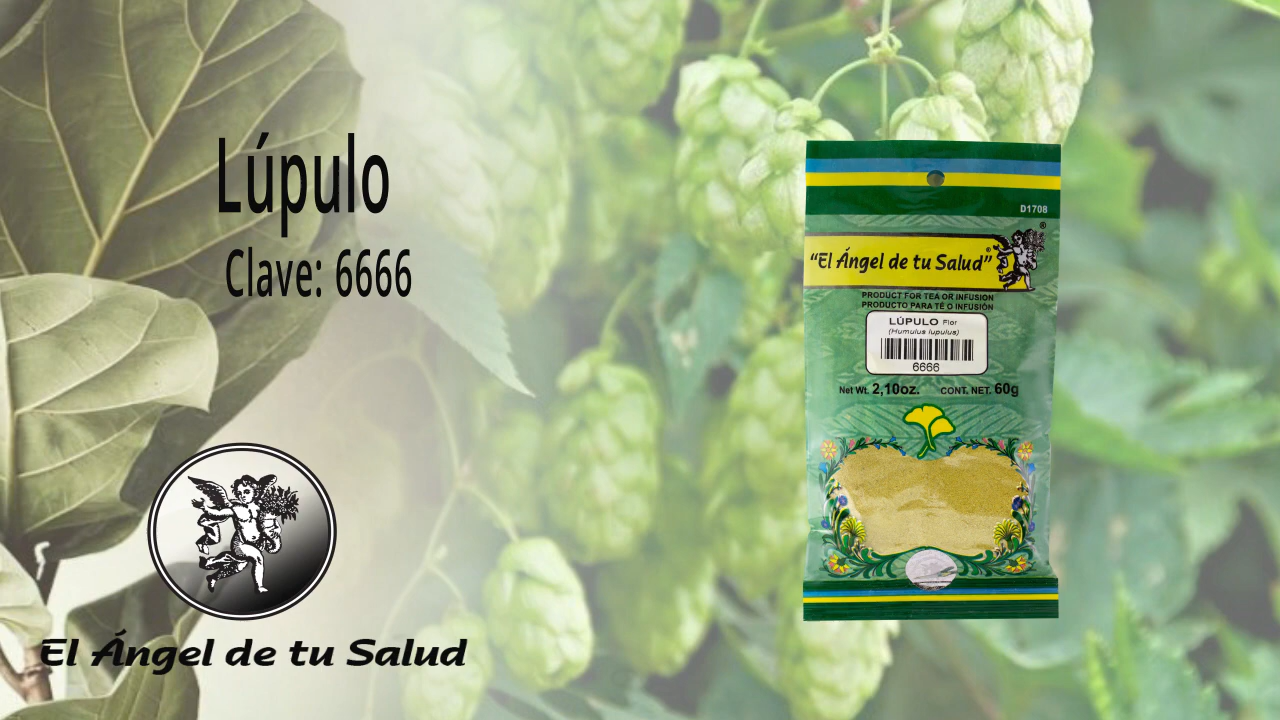 Lúpulo
Clave: 6666
El Ángel de tu Salud
D1708
"El Ángel de tu Salud"®
®
PRODUCT FOR TEA OR INFUSION
PRODUCTO PARA TÉ O INFUSIÓN
LÚPULO Flor
(Humulus lupulus)
6666
Net Wt. 2,10oz. CONT. NET. 60g